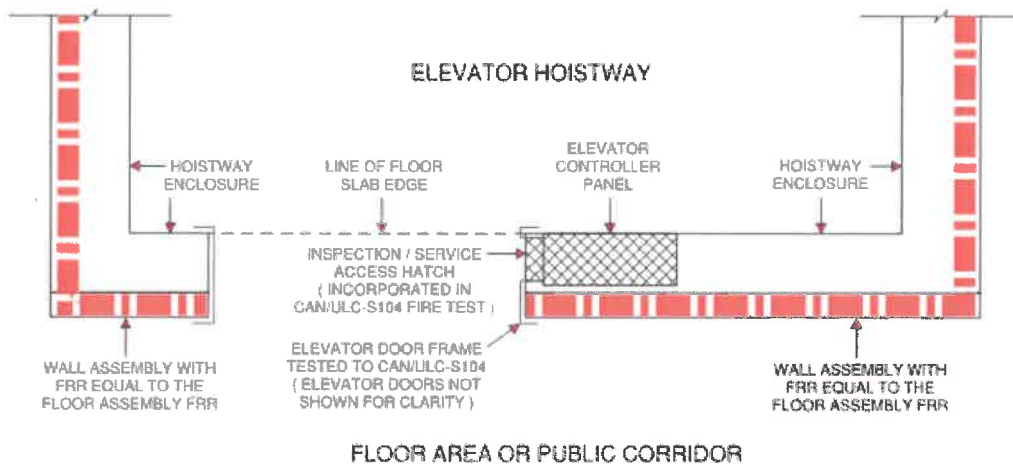 ELEVATOR HOISTWAY
HOISTWAY
ENCLOSURE
LINE OF FLOOR
SLAB EDGE
ELEVATOR
CONTROLLER
PANEL
HOISTWAY
ENCLOSURE
INSPECTION / SERVICE
ACCESS HATCH
( INCORPORATED IN
CAN/ULC-S104 FIRE TEST )
ELEVATOR DOOR FRAME
TESTED TO CAN/ULC-S104
( ELEVATOR DOORS NOT
SHOWN FOR CLARITY )
WALL ASSEMBLY WITH
FRR EQUAL TO THE
FLOOR ASSEMBLY FRR
WALL ASSEMBLY WITH
FRR EQUAL TO THE
FLOOR ASSEMBLY FRR
FLOOR AREA OR PUBLIC CORRIDOR